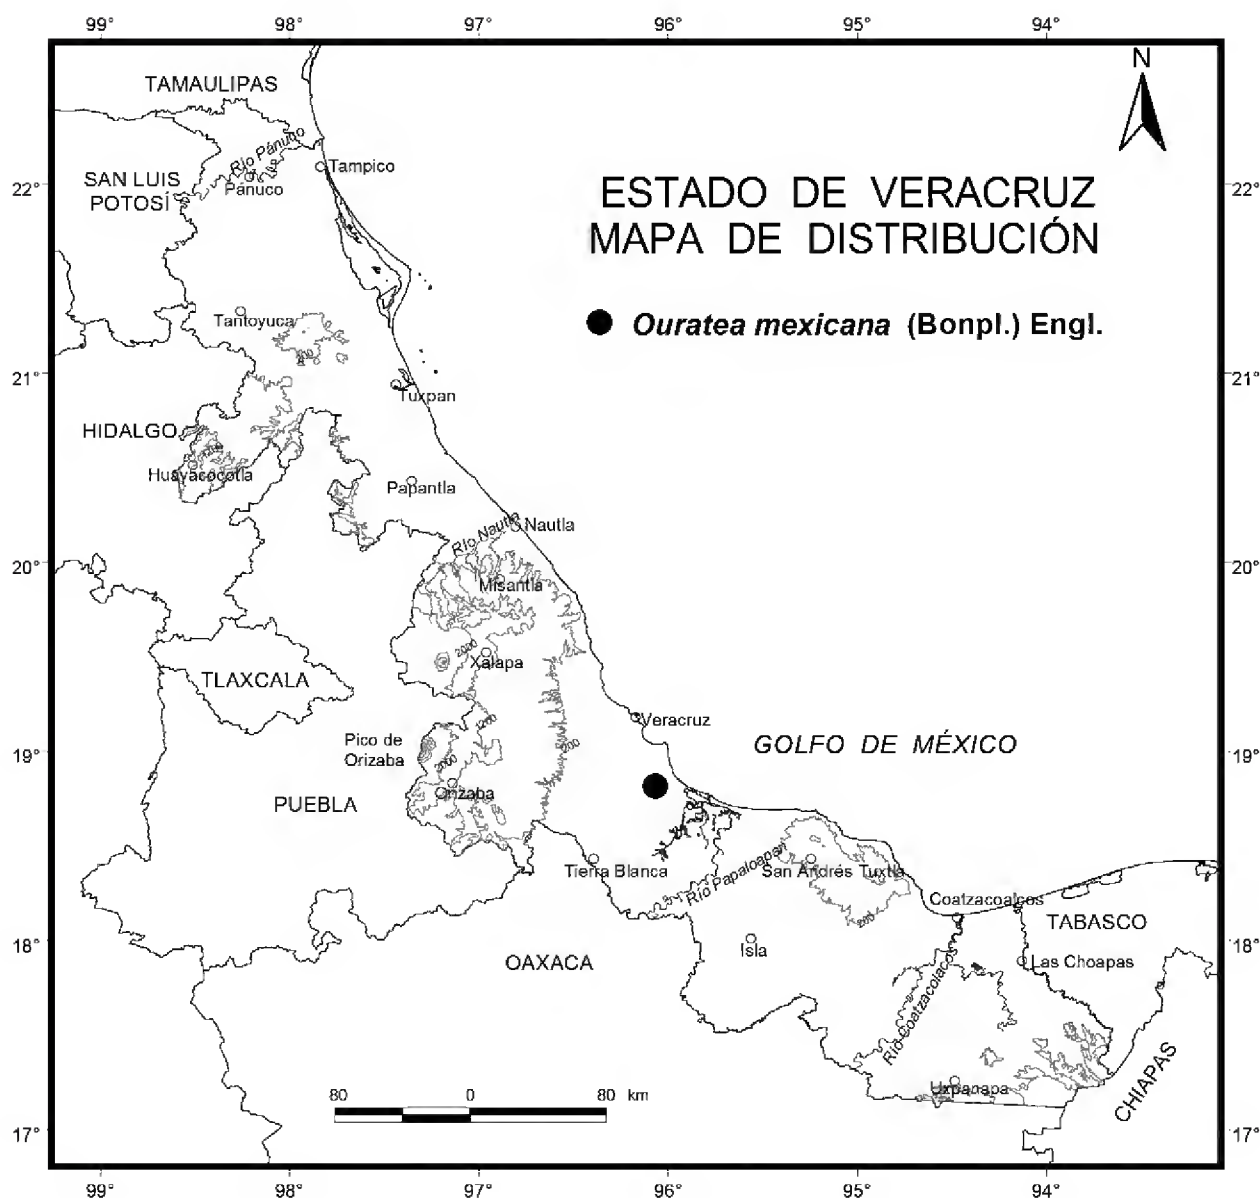 99° 98° 97° 96° 95° 94°
N
TAMAULIPAS
Río Pánuco
Tampico
SAN LUIS
POTOSÍ
Pánuco
22° 22°
ESTADO DE VERACRUZ
MAPA DE DISTRIBUCIÓN
Tantoyuca
Ouratea mexicana (Bonpl.) Engl.
21° 21°
Tuxpan
HIDALGO
Huayacocotla
Papantla
Río Nautla
Nautla
20° 20°
Misantla
2000
Xalapa
TLAXCALA
1200
Veracruz
Pico de
Orizaba
GOLFO DE MÉXICO
19° 19°
2000
Orizaba
PUEBLA
Tierra Blanca
Río Papaloapan
San Andrés Tuxtla
Coatzacoalcos
200
TABASCO
18° 18°
Isla
OAXACA
Las Choapas
Río Coatzacoalcos
Uxpanapa
CHIAPAS
80 0 80 km
17° 17°
99° 98° 97° 96° 95° 94°